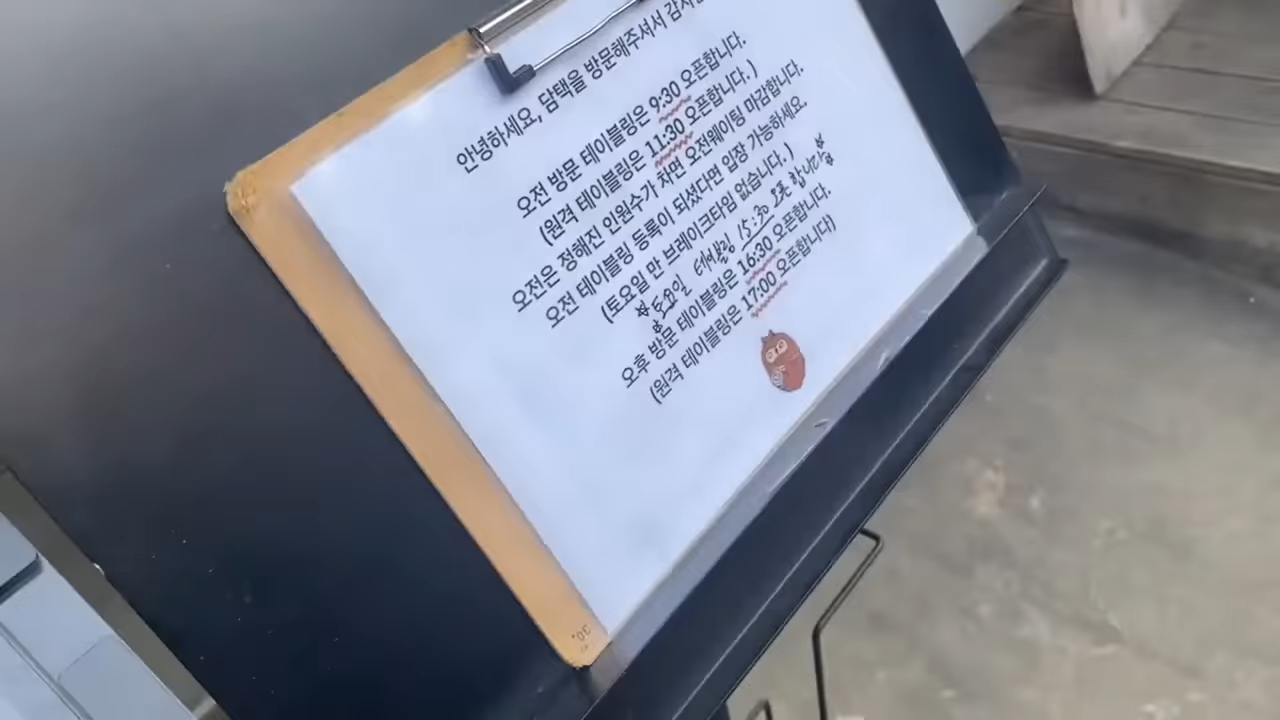 안녕하세요, 담택을 방문해주셔서 감사
오전 방문 테이블링은 9:30 오픈합니다.
(원격 테이블링은 11:30 오픈합니다.)
오전은 정해진 인원수가 차면 오전웨이팅 마감합니다.
오전 테이블링 등록이 되셨다면 입장 가능하세요.
(토요일 만 브레이크타임 없습니다.)
☆토요일 테이블링 15:30 오픈 합니다☆
오후 방문 테이블링은 16:30 오픈합니다.
(원격 테이블링은 17:00 오픈합니다)
30.